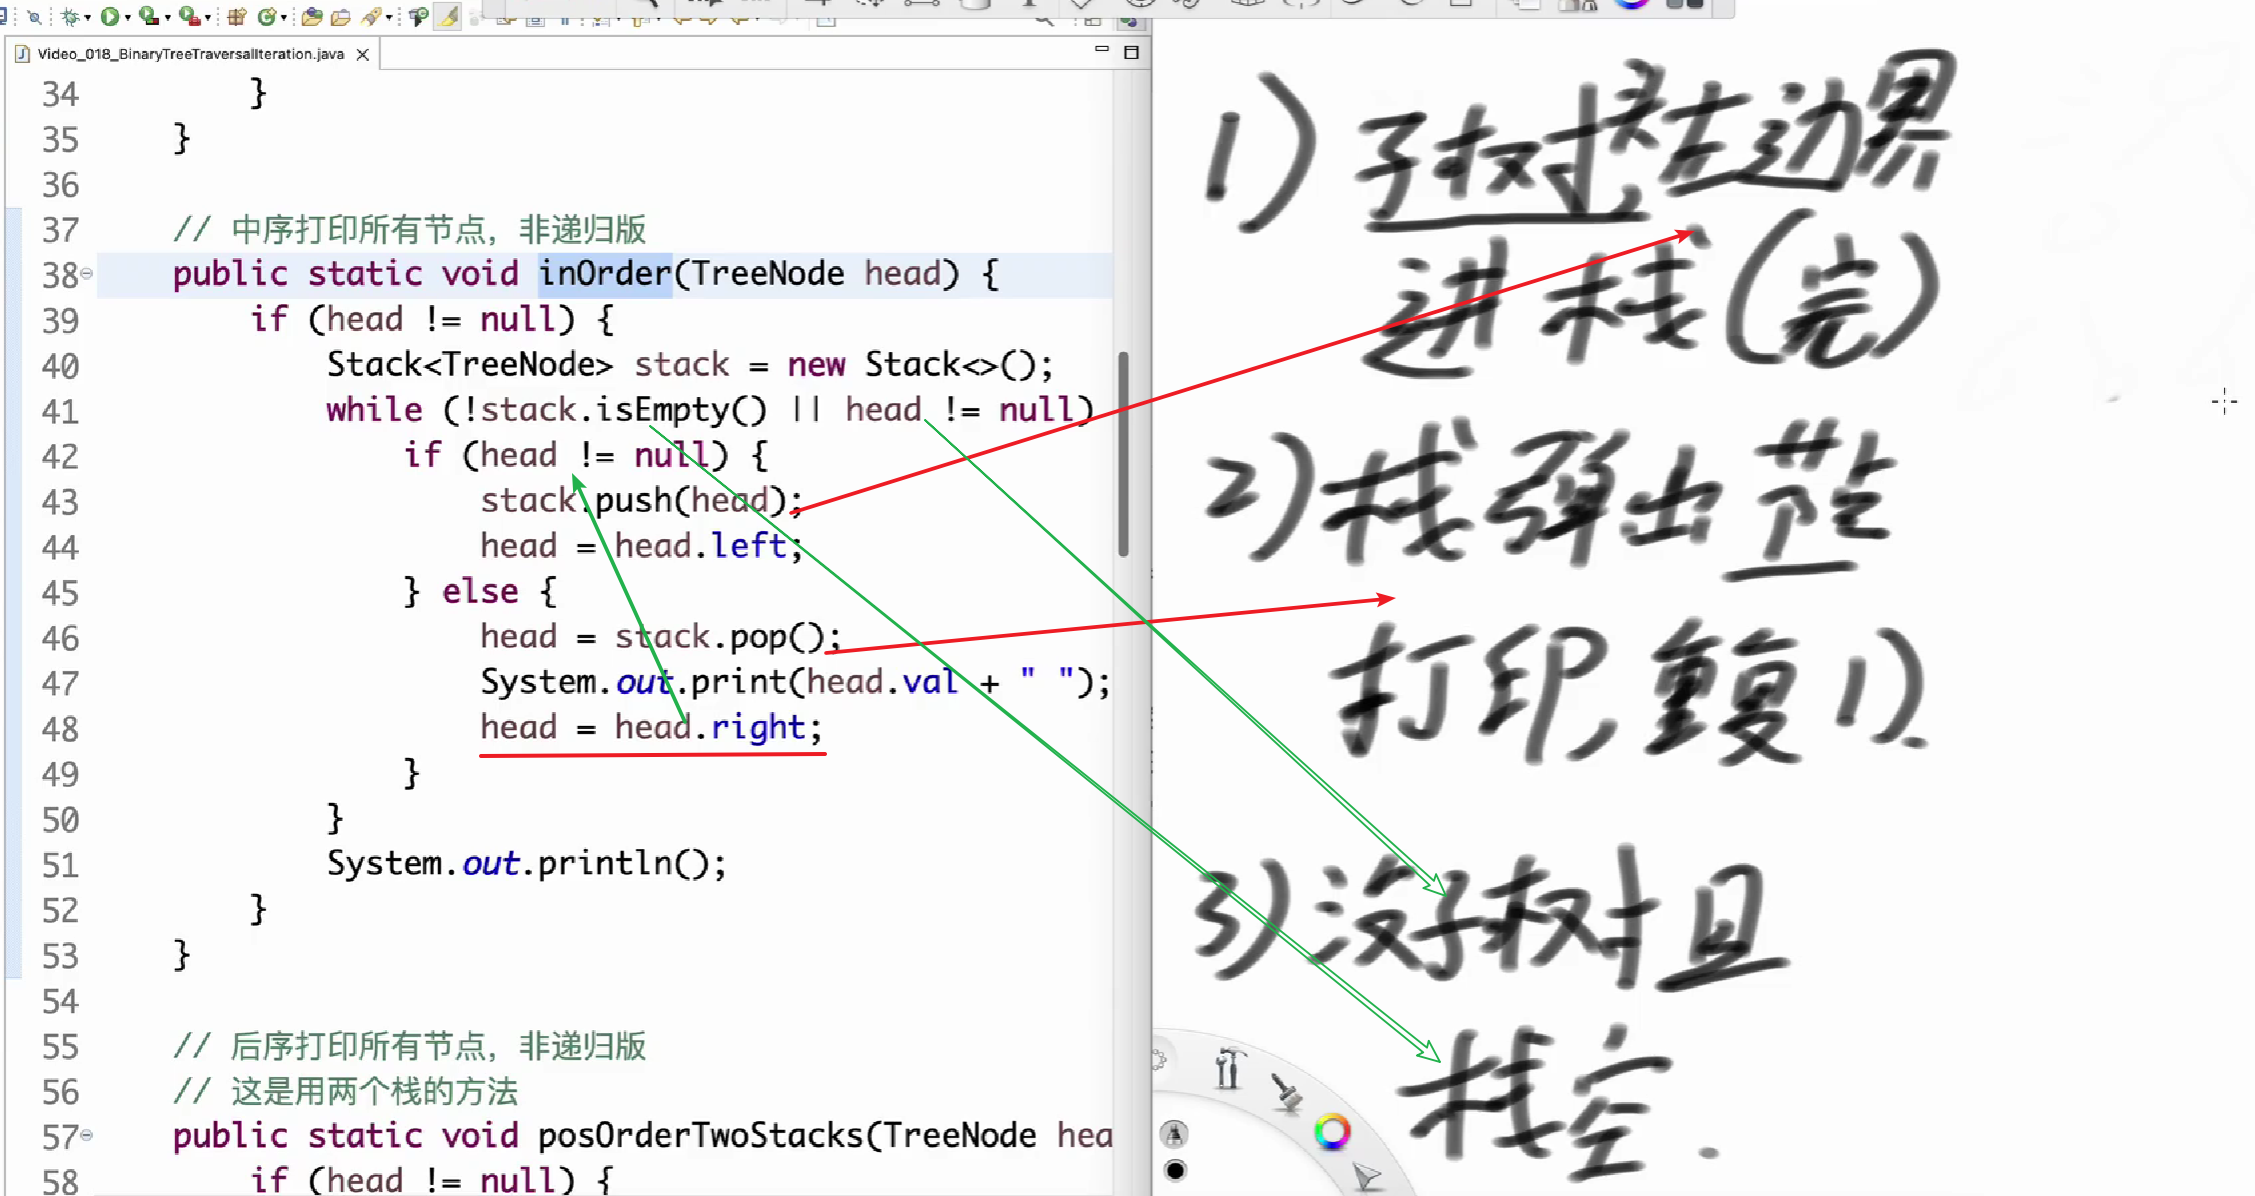 Video_018_BinaryTreeTraversalIteration.java
34 }
35 }
36
37 // 中序打印所有节点，非递归版
38 public static void inOrder(TreeNode head) {
39 if (head != null) {
40 Stack<TreeNode> stack = new Stack<>();
41 while (!stack.isEmpty() || head != null)
42 if (head != null) {
43 stack.push(head);
44 head = head.left;
45 } else {
46 head = stack.pop();
47 System.out.print(head.val + " ");
48 head = head.right;
49 }
50 }
51 System.out.println();
52 }
53 }
54
55 // 后序打印所有节点，非递归版
56 // 这是用两个栈的方法
57 public static void posOrderTwoStacks(TreeNode hea
58 if (head != null) {
1) 子树,左边界
进栈(完)
2) 栈弹出节点
打印,重复1).
3) 没子树且
栈空.